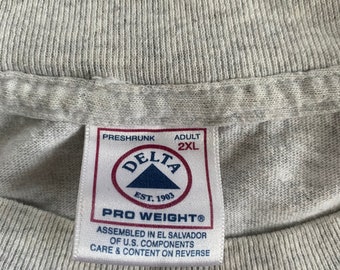 PRESHRUNK ADULT
2XL
DELTA
EST. 1903
PRO WEIGHT®
ASSEMBLED IN EL SALVADOR
OF U.S. COMPONENTS
CARE & CONTENT ON REVERSE